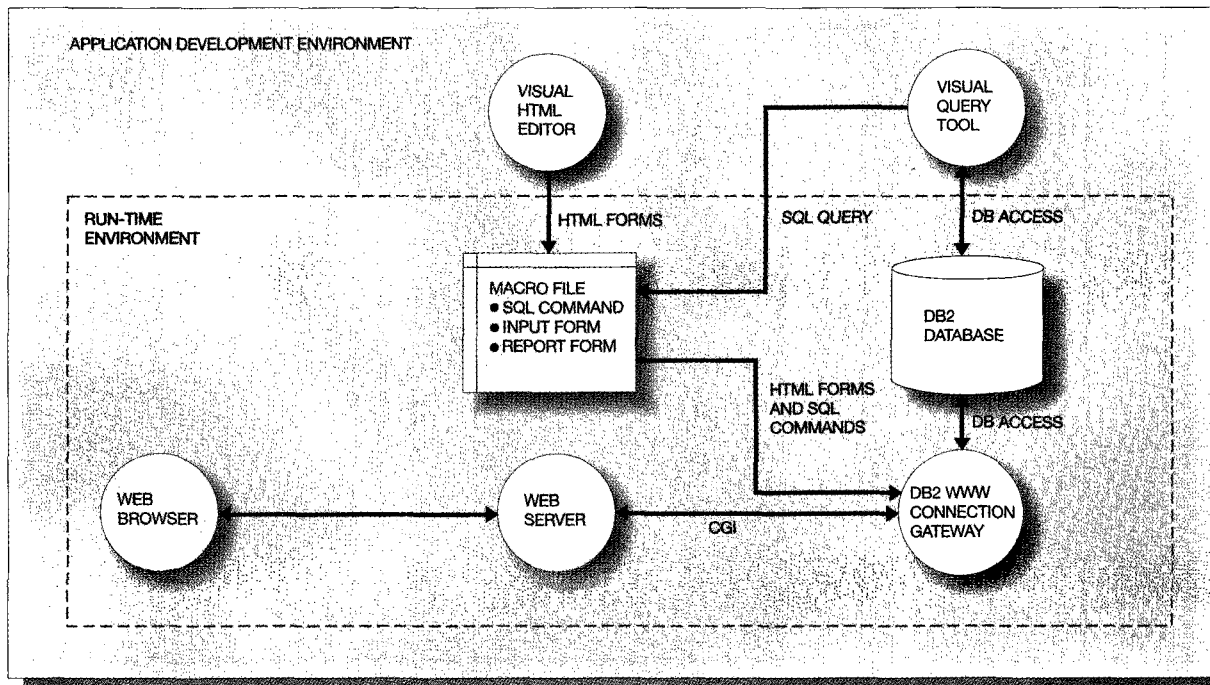 APPLICATION DEVELOPMENT ENVIRONMENT
VISUAL
HTML
EDITOR
VISUAL
QUERY
TOOL
RUN-TIME
ENVIRONMENT
HTML FORMS
SQL QUERY
DB ACCESS
MACRO FILE
● SQL COMMAND
● INPUT FORM
● REPORT FORM
DB2
DATABASE
HTML FORMS
AND SQL
COMMANDS
DB ACCESS
WEB
BROWSER
WEB
SERVER
CGI
DB2 WWW
CONNECTION
GATEWAY